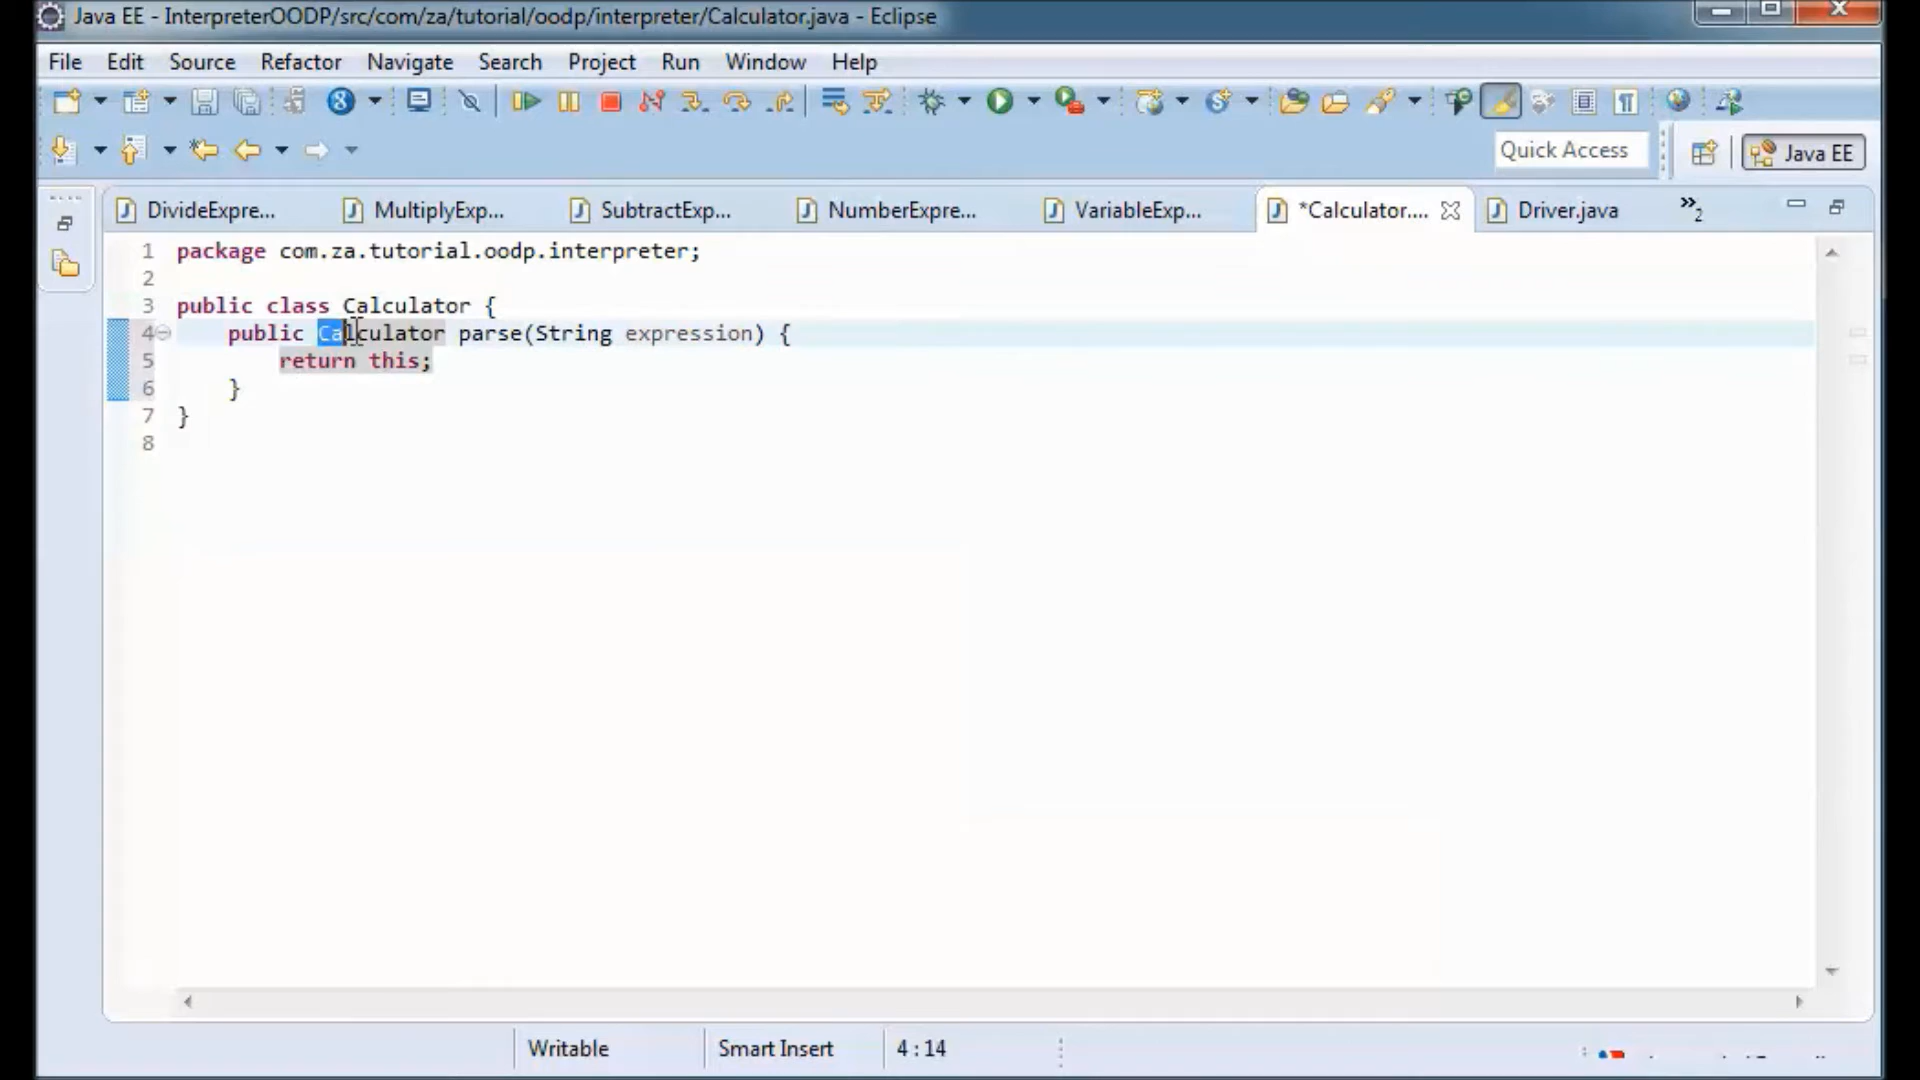 Java EE - InterpreterOODP/src/com/za/tutorial/oodp/interpreter/Calculator.java - Eclipse
File Edit Source Refactor Navigate Search Project Run Window Help
Quick Access Java EE
DivideExpre... MultiplyExp... SubtractExp... NumberExpre... VariableExp... *Calculator.... Driver.java »2
1 package com.za.tutorial.oodp.interpreter;
2
3 public class Calculator {
4 public Calculator parse(String expression) {
5 return this;
6 }
7 }
8
Writable Smart Insert 4 : 14